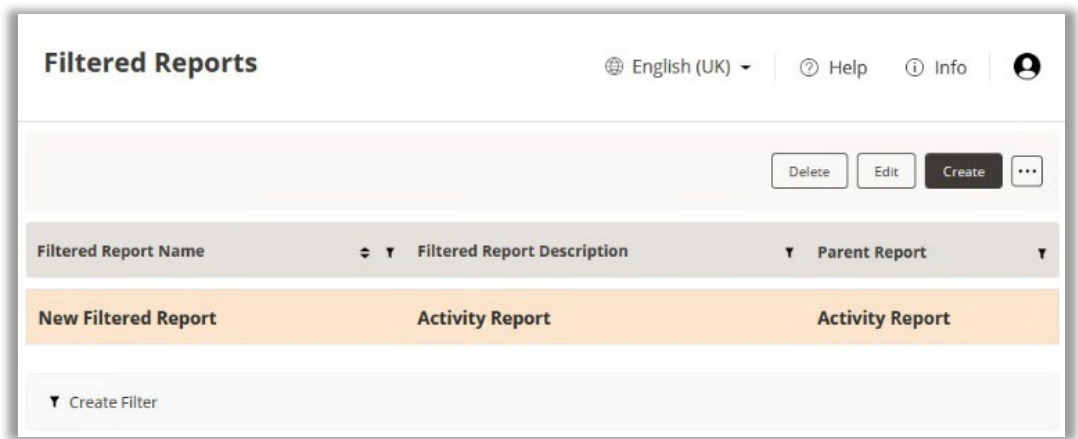 Filtered Reports
English (UK)
Help
Info
Delete
Edit
Create
Filtered Report Name
Filtered Report Description
Parent Report
New Filtered Report
Activity Report
Activity Report
Create Filter